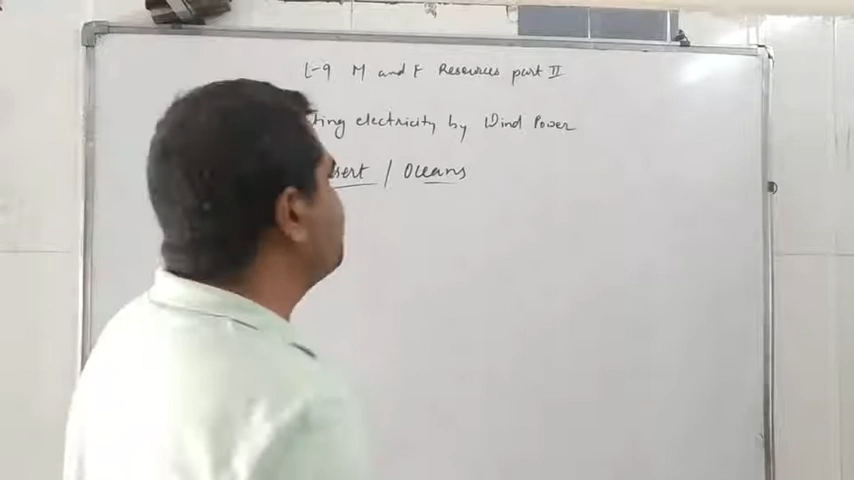 L-9 M and E Resources part II
ting electricity by Wind Power
sert / Oceans